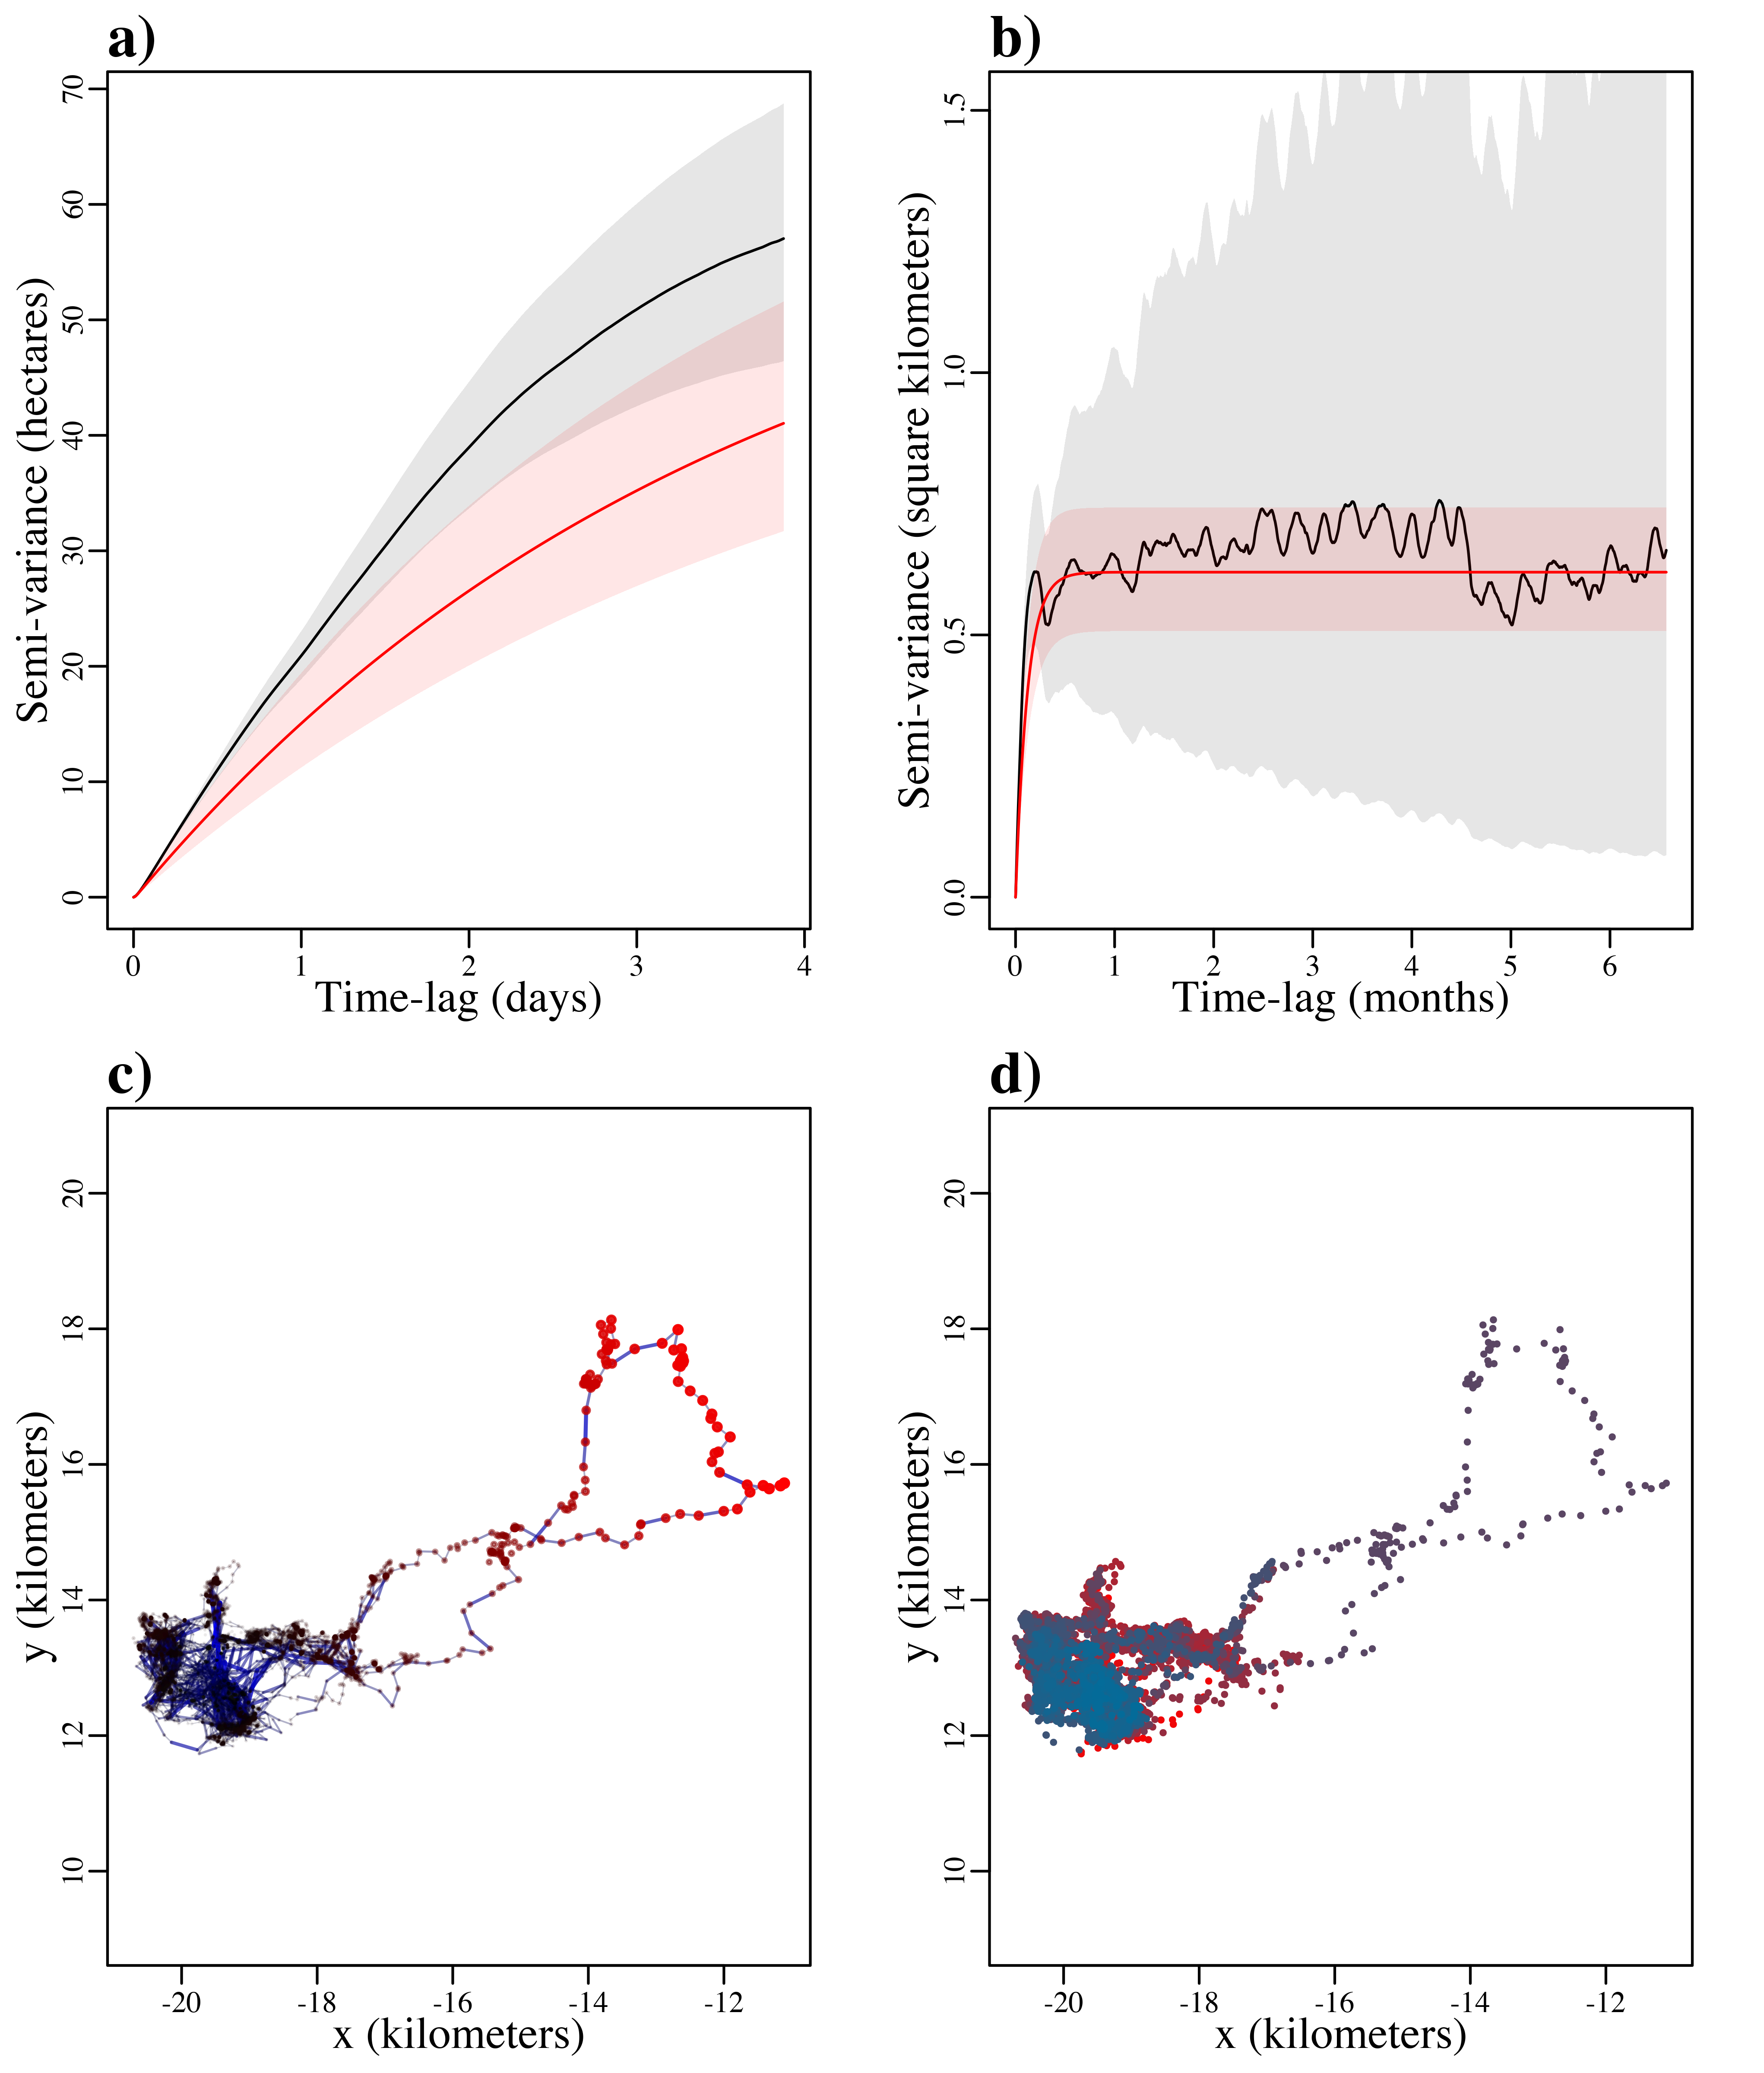 a)
70
60
50
40
30
20
10
0
Semi-variance (hectares)
0 1 2 3 4
Time-lag (days)
b)
1.5
1.0
0.5
0.0
Semi-variance (square kilometers)
0 1 2 3 4 5 6
Time-lag (months)
c)
20
18
16
14
12
10
y (kilometers)
-20 -18 -16 -14 -12
x (kilometers)
d)
20
18
16
14
12
10
y (kilometers)
-20 -18 -16 -14 -12
x (kilometers)